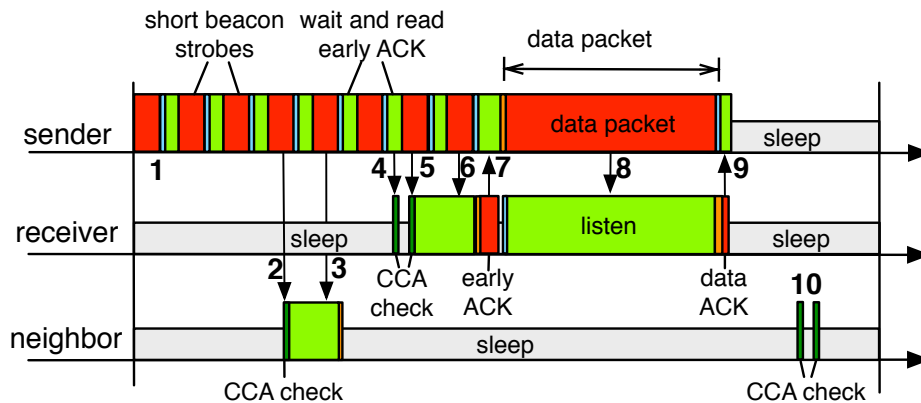 short beacon
strobes
wait and read
early ACK
data packet
sender
data packet
sleep
1
4
5
6
7
8
9
receiver
sleep
listen
sleep
2
3
CCA
check
early
ACK
data
ACK
10
neighbor
sleep
CCA check
CCA check